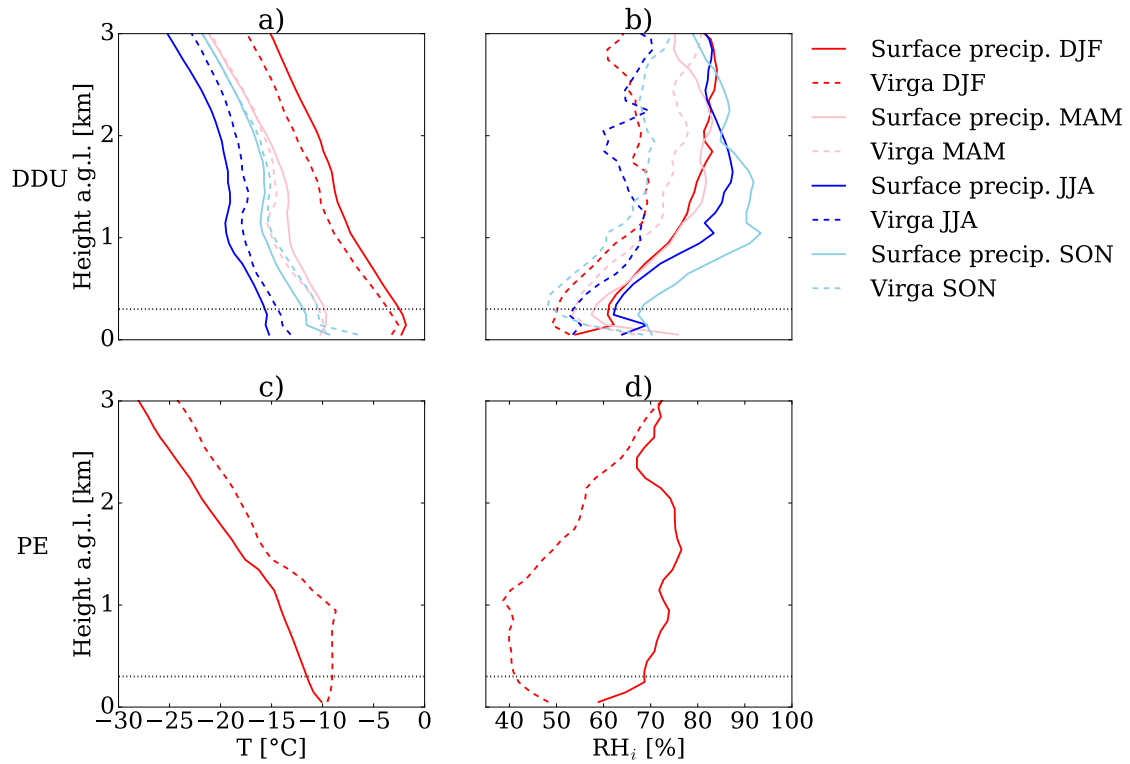 a)
b)
3
2
1
0
Height a.g.l. [km]
DDU
Surface precip. DJF
Virga DJF
Surface precip. MAM
Virga MAM
Surface precip. JJA
Virga JJA
Surface precip. SON
Virga SON
c)
d)
3
2
1
0
Height a.g.l. [km]
PE
−30 −25 −20 −15 −10 −5 0
T [°C]
40 50 60 70 80 90 100
RHi [%]